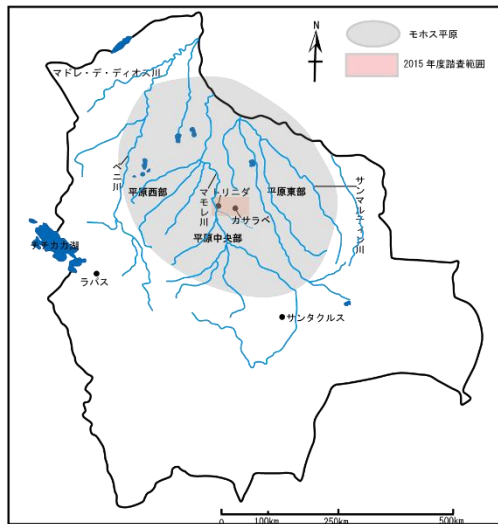 N
モホス平原
2015 年度踏査範囲
マドレ・デ・ディオス川
ベニ川
平原西部
マモレ川
トリニダ
平原東部
サンマルティン川
カサラベ
平原中央部
チチカカ湖
ラパス
サンタクルス
0
100km
250km
500km